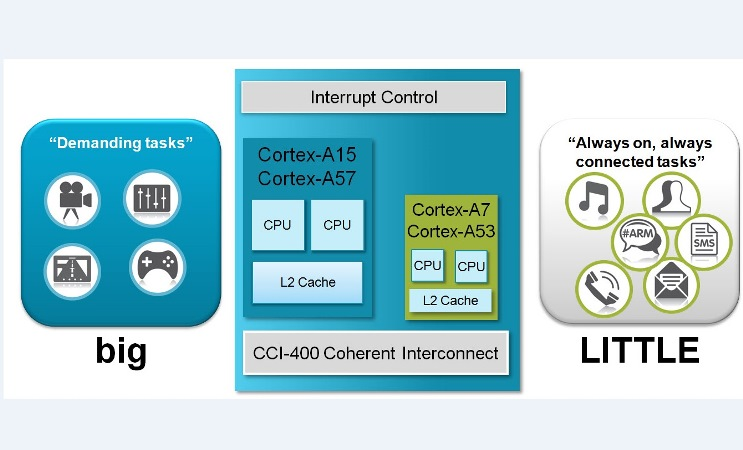 "Demanding tasks"
big
Interrupt Control
Cortex-A15
Cortex-A57
CPU
CPU
L2 Cache
Cortex-A7
Cortex-A53
CPU
CPU
L2 Cache
CCI-400 Coherent Interconnect
"Always on, always
connected tasks"
#ARM
SMS
LITTLE